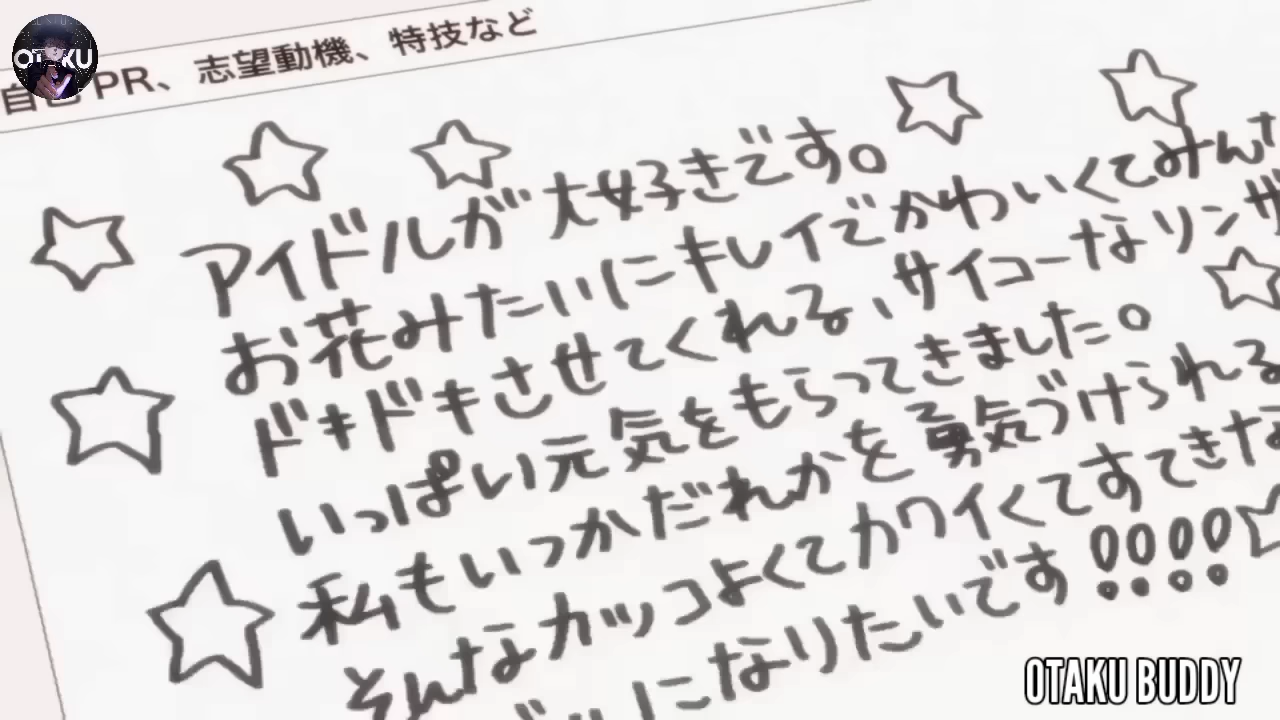 OTAKU
自己PR、志望動機、特技など
アイドルが大好きです。
お花みたいにキレイでかわいくてみんな
ドキドキさせてくれる、サイコーなリンザ
いっぱい元気をもらってきました。
私もいつかだれかを勇気づけられる
そんなカッコよくてカワイくてすてきな
になりたいです!!!!
OTAKU BUDDY